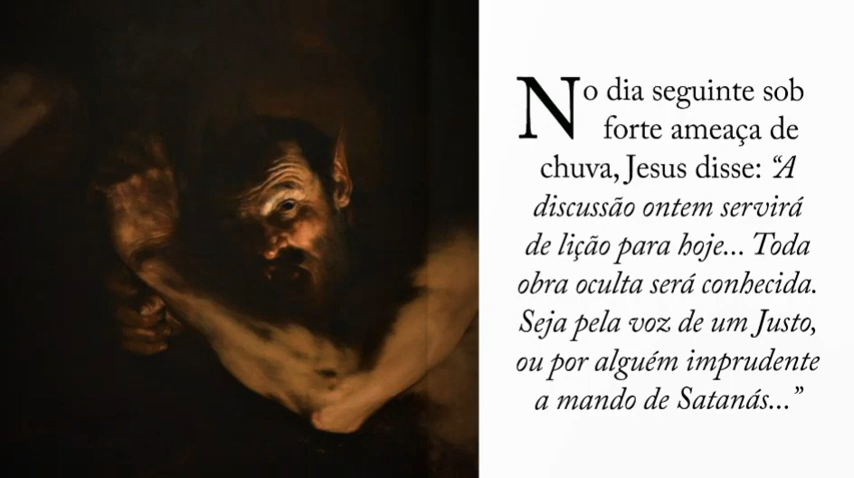 No dia seguinte sob
forte ameaça de
chuva, Jesus disse: “A
discussão ontem servirá
de lição para hoje... Toda
obra oculta será conhecida.
Seja pela voz de um Justo,
ou por alguém imprudente
a mando de Satanás...”